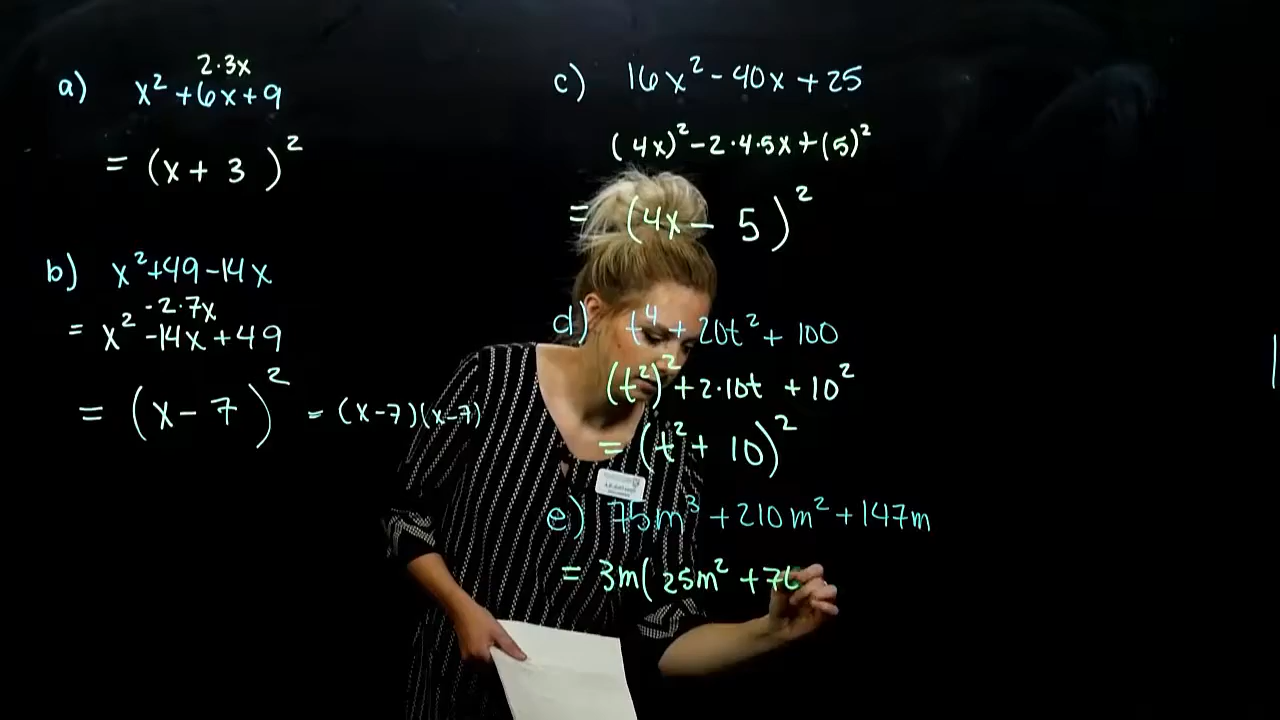 a)
2·3x
x² + 6x + 9
= (x + 3)²
b) x² + 49 - 14x
-2·7x
= x² - 14x + 49
= (x - 7)² = (x-7)(x-7)
c) 16x² - 40x + 25
(4x)² - 2·4·5x + (5)²
= (4x - 5)²
d) t⁴ + 20t² + 100
(t²)² + 2·10t + 10²
= (t² + 10)²
e) 75m³ + 210m² + 147m
= 3m(25m² + 70